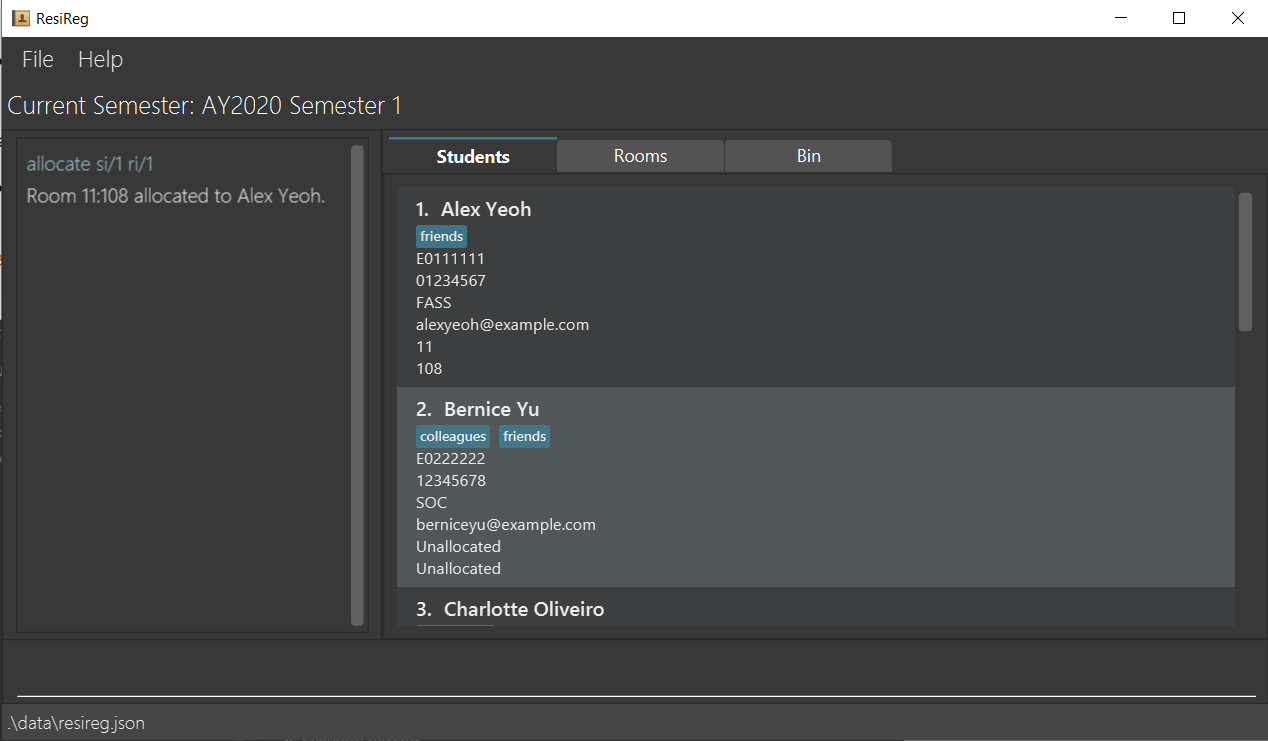 ResiReg
File Help
Current Semester: AY2020 Semester 1
allocate si/1 ri/1
Room 11:108 allocated to Alex Yeoh.
Students Rooms Bin
1. Alex Yeoh
friends
E0111111
01234567
FASS
alexyeoh@example.com
11
108
2. Bernice Yu
colleagues friends
E0222222
12345678
SOC
berniceyu@example.com
Unallocated
Unallocated
3. Charlotte Oliveiro
.\data\resireg.json